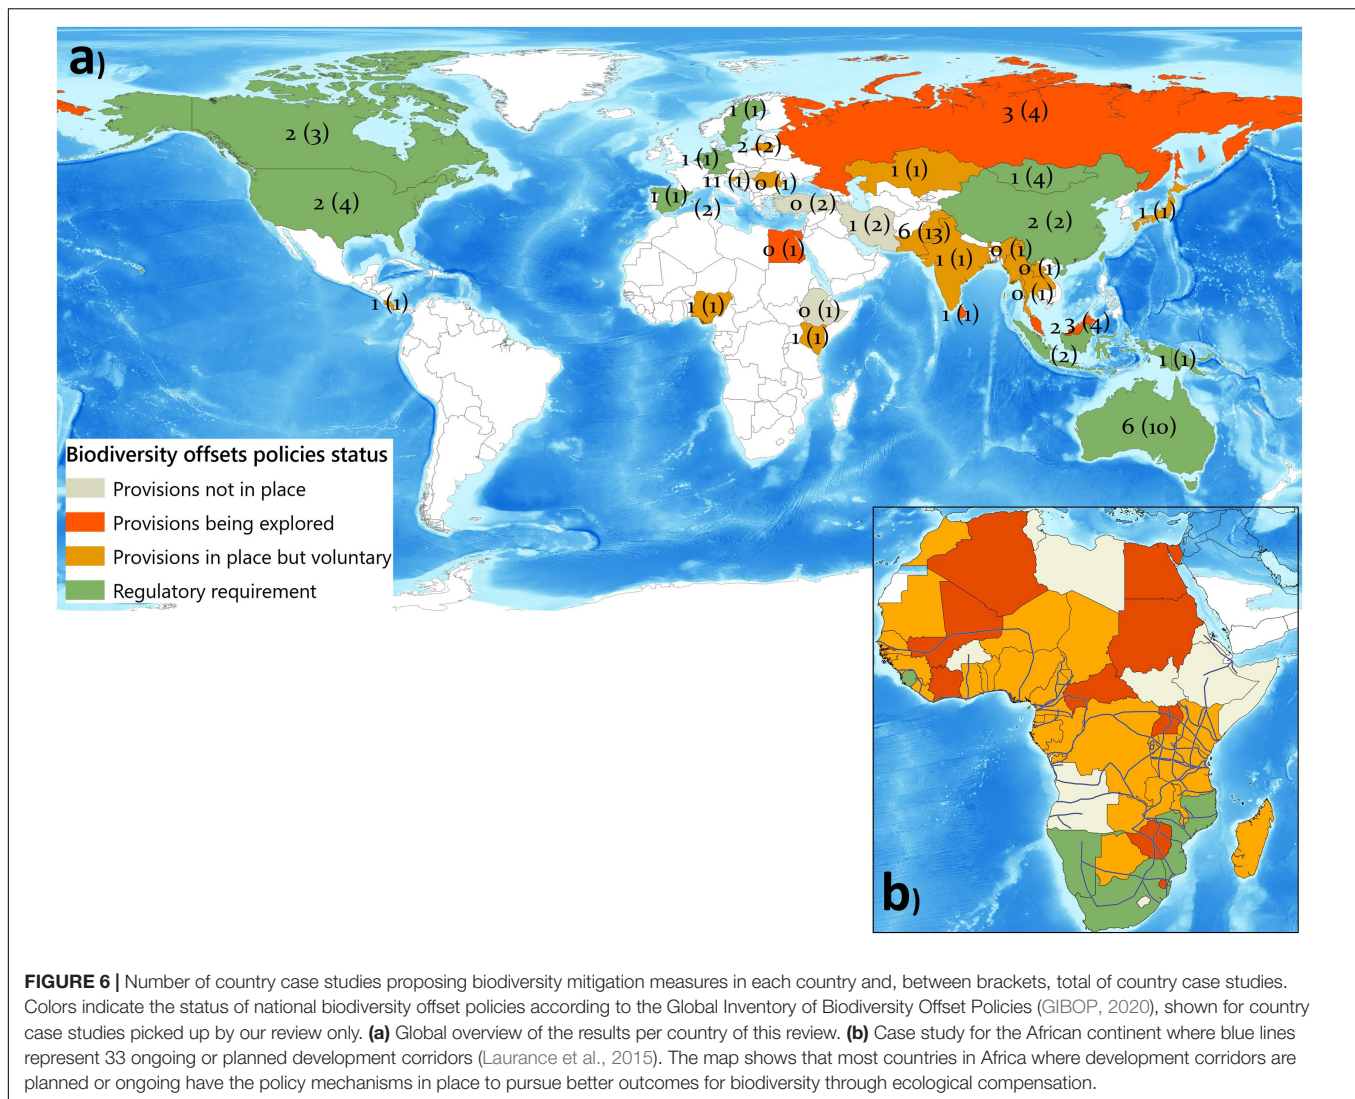 a)
1 (1)
3 (4)
2 (3)
2 (2)
1 (1)
1 (1)
1 (4)
11 (1)
0 (1)
1 (1)
2 (4)
(2)
0 (2)
1 (2)
6 (13)
2 (2)
1 (1)
0 (1)
1 (1)
0 (1)
0 (1)
0 (1)
1 (1)
1 (1)
0 (1)
1 (1)
1 (1)
2
3 (4)
(2)
1 (1)
6 (10)
Biodiversity offsets policies status
Provisions not in place
Provisions being explored
Provisions in place but voluntary
Regulatory requirement
b)
FIGURE 6 | Number of country case studies proposing biodiversity mitigation measures in each country and, between brackets, total of country case studies.
Colors indicate the status of national biodiversity offset policies according to the Global Inventory of Biodiversity Offset Policies (GIBOP, 2020), shown for country
case studies picked up by our review only. (a) Global overview of the results per country of this review. (b) Case study for the African continent where blue lines
represent 33 ongoing or planned development corridors (Laurance et al., 2015). The map shows that most countries in Africa where development corridors are
planned or ongoing have the policy mechanisms in place to pursue better outcomes for biodiversity through ecological compensation.